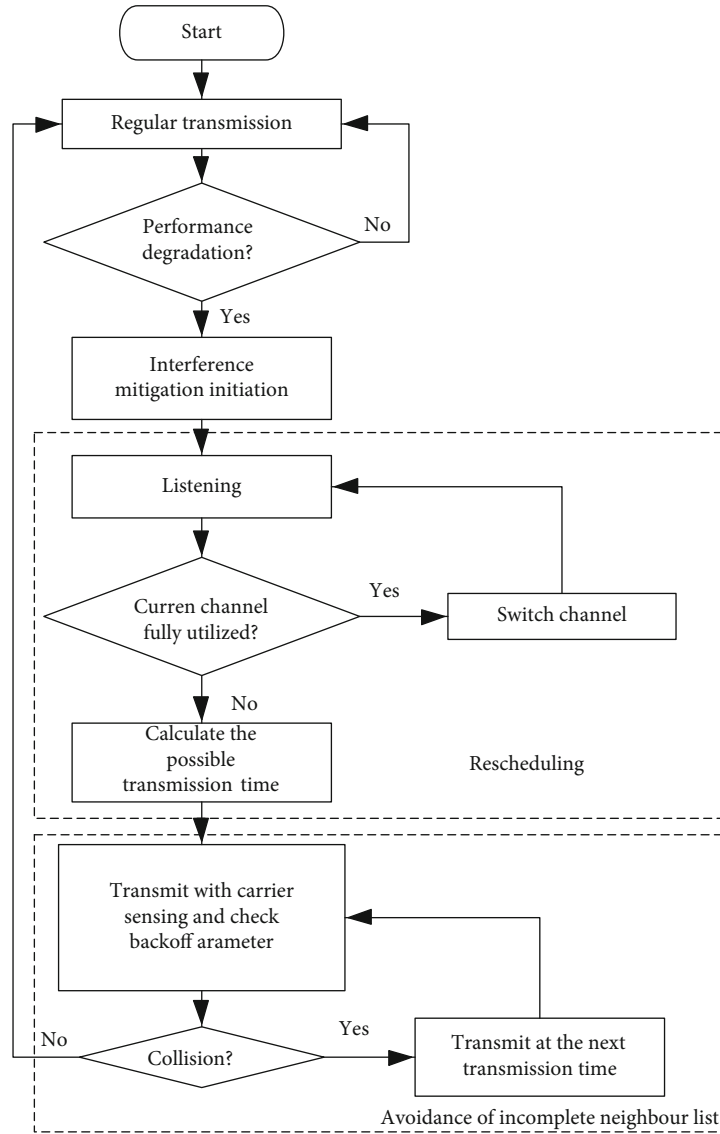 Start
Regular transmission
Performance
degradation?
No
Yes
Interference
mitigation initiation
Listening
Curren channel
fully utilized?
Yes
Switch channel
No
Calculate the
possible
transmission time
Rescheduling
Transmit with carrier
sensing and check
backoff arameter
No
Collision?
Yes
Transmit at the next
transmission time
Avoidance of incomplete neighbour list